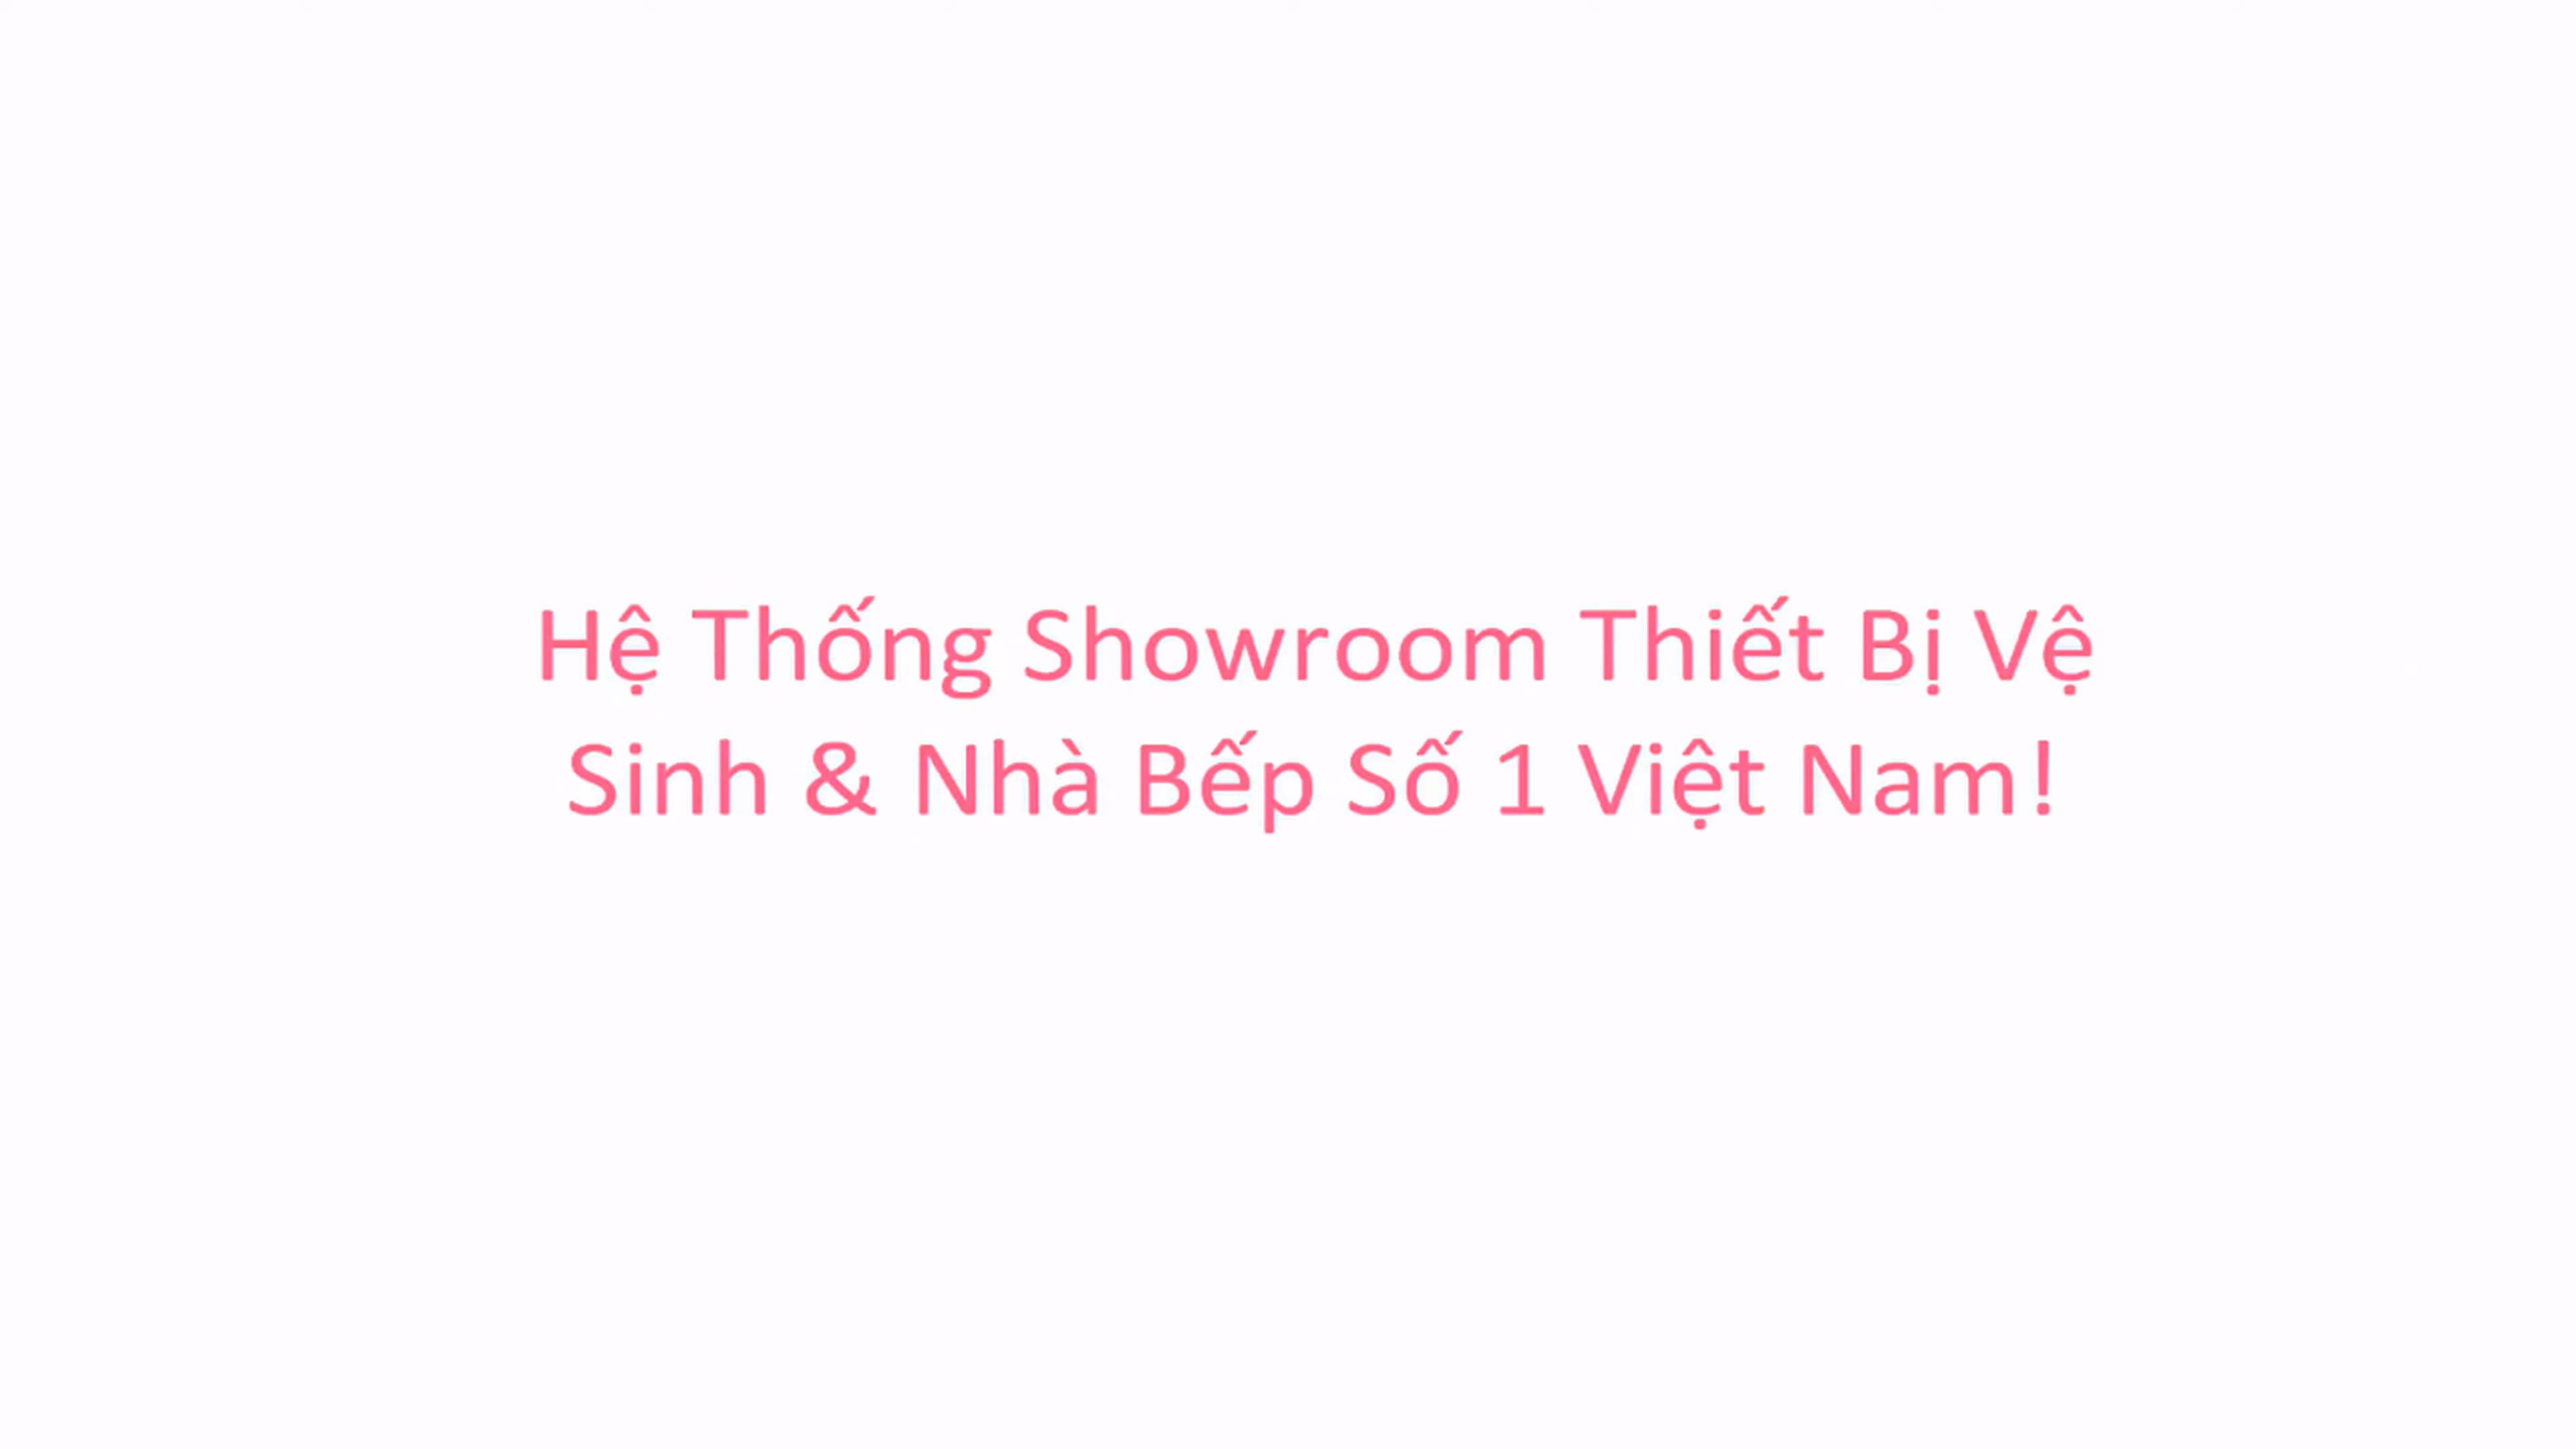 Hệ Thống Showroom Thiết Bị Vệ
Sinh & Nhà Bếp Số 1 Việt Nam!